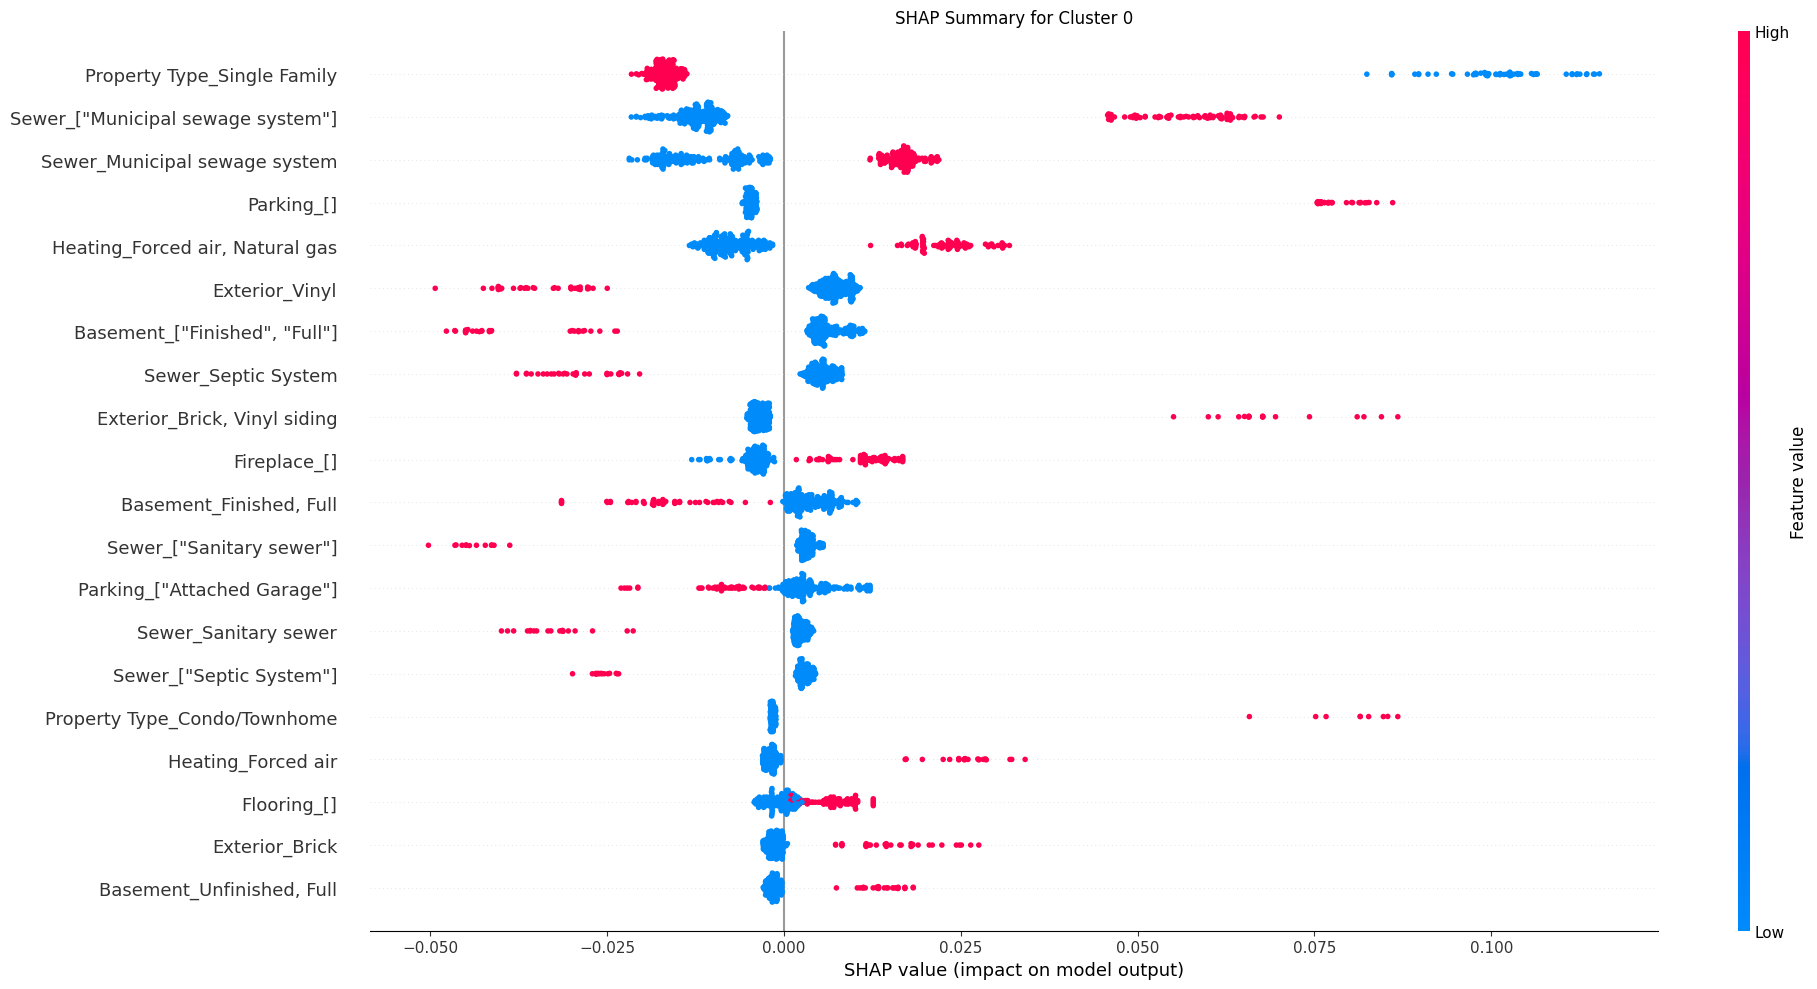 SHAP Summary for Cluster 0
High
Property Type_Single Family
Sewer_["Municipal sewage system"]
Sewer_Municipal sewage system
Parking_[]
Heating_Forced air, Natural gas
Exterior_Vinyl
Basement_["Finished", "Full"]
Sewer_Septic System
Exterior_Brick, Vinyl siding
Fireplace_[]
Basement_Finished, Full
Sewer_["Sanitary sewer"]
Parking_["Attached Garage"]
Sewer_Sanitary sewer
Sewer_["Septic System"]
Property Type_Condo/Townhome
Heating_Forced air
Flooring_[]
Exterior_Brick
Basement_Unfinished, Full
Feature value
Low
−0.050 −0.025 0.000 0.025 0.050 0.075 0.100
SHAP value (impact on model output)